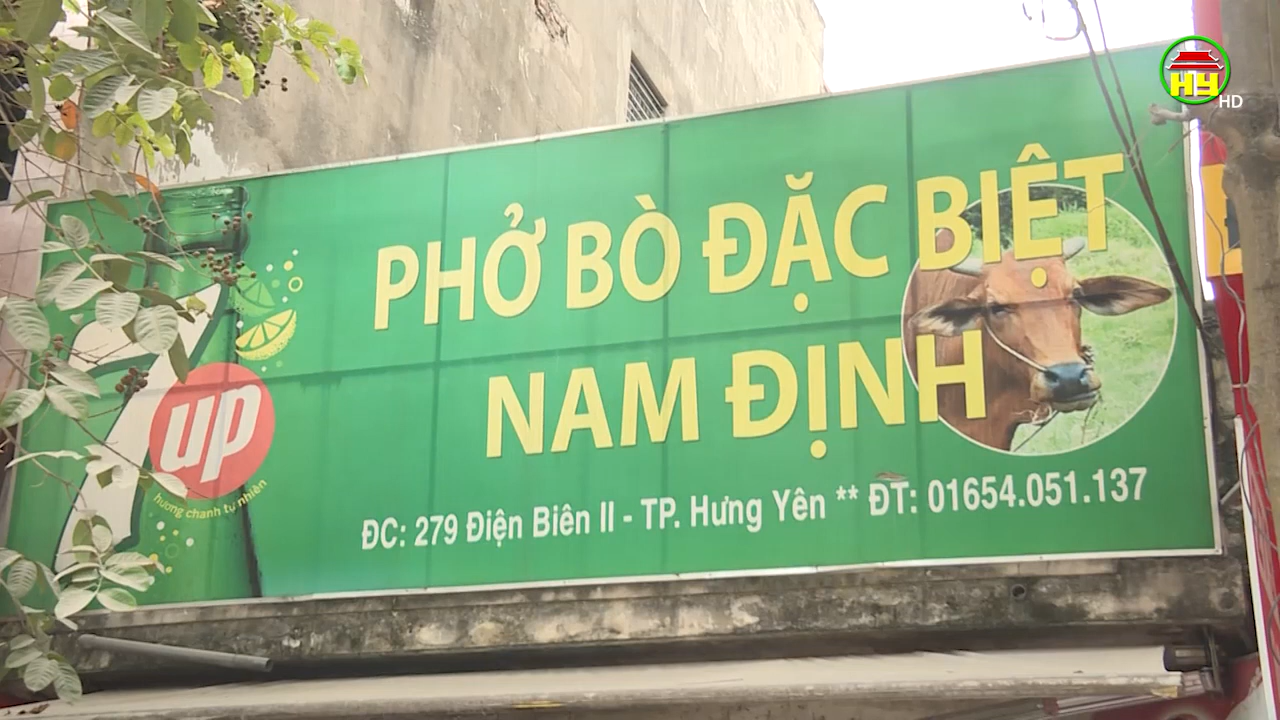 HY
HD
PHỞ BÒ ĐẶC BIỆT
NAM ĐỊNH
7up
hương chanh tự nhiên
ĐC: 279 Điện Biên II - TP. Hưng Yên ** ĐT: 01654.051.137